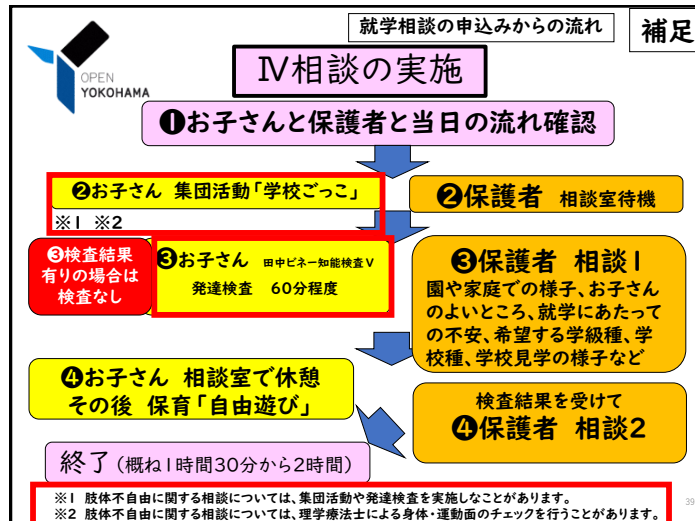 就学相談の申込みからの流れ
補足
OPEN
YOKOHAMA
Ⅳ相談の実施
❶お子さんと保護者と当日の流れ確認
❷お子さん 集団活動「学校ごっこ」
※1 ※2
❷保護者 相談室待機
❸検査結果
有りの場合は
検査なし
❸お子さん 田中ビネー知能検査Ⅴ
発達検査 60分程度
❸保護者 相談1
園や家庭での様子、お子さん
のよいところ、就学にあたって
の不安、希望する学級種、学
校種、学校見学の様子など
❹お子さん 相談室で休憩
その後 保育「自由遊び」
検査結果を受けて
❹保護者 相談2
終了(概ね1時間30分から2時間)
※1 肢体不自由に関する相談については、集団活動や発達検査を実施しなことがあります。
※2 肢体不自由に関する相談については、理学療法士による身体・運動面のチェックを行うことがあります。
39